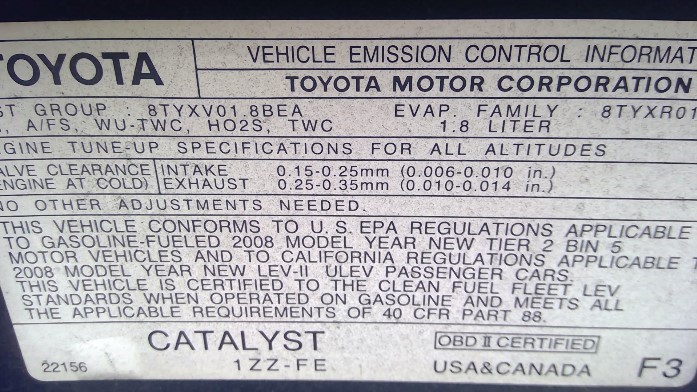 TOYOTA
VEHICLE EMISSION CONTROL INFORMAT
TOYOTA MOTOR CORPORATION
ST GROUP : 8TYXV01.8BEA EVAP. FAMILY : 8TYXR01
, A/FS, WU-TWC, HO2S, TWC 1.8 LITER
GINE TUNE-UP SPECIFICATIONS FOR ALL ALTITUDES
ALVE CLEARANCE INTAKE 0.15-0.25mm (0.006-0.010 in.)
ENGINE AT COLD) EXHAUST 0.25-0.35mm (0.010-0.014 in.)
NO OTHER ADJUSTMENTS NEEDED.
THIS VEHICLE CONFORMS TO U.S.EPA REGULATIONS APPLICABLE
TO GASOLINE-FUELED 2008 MODEL YEAR NEW TIER 2 BIN 5
MOTOR VEHICLES AND TO CALIFORNIA REGULATIONS APPLICABLE T
2008 MODEL YEAR NEW LEV-II ULEV PASSENGER CARS.
THIS VEHICLE IS CERTIFIED TO THE CLEAN FUEL FLEET LEV
STANDARDS WHEN OPERATED ON GASOLINE AND MEETS ALL
THE APPLICABLE REQUIREMENTS OF 40 CFR PART 88.
CATALYST OBD II CERTIFIED
22156 1ZZ-FE USA&CANADA F3